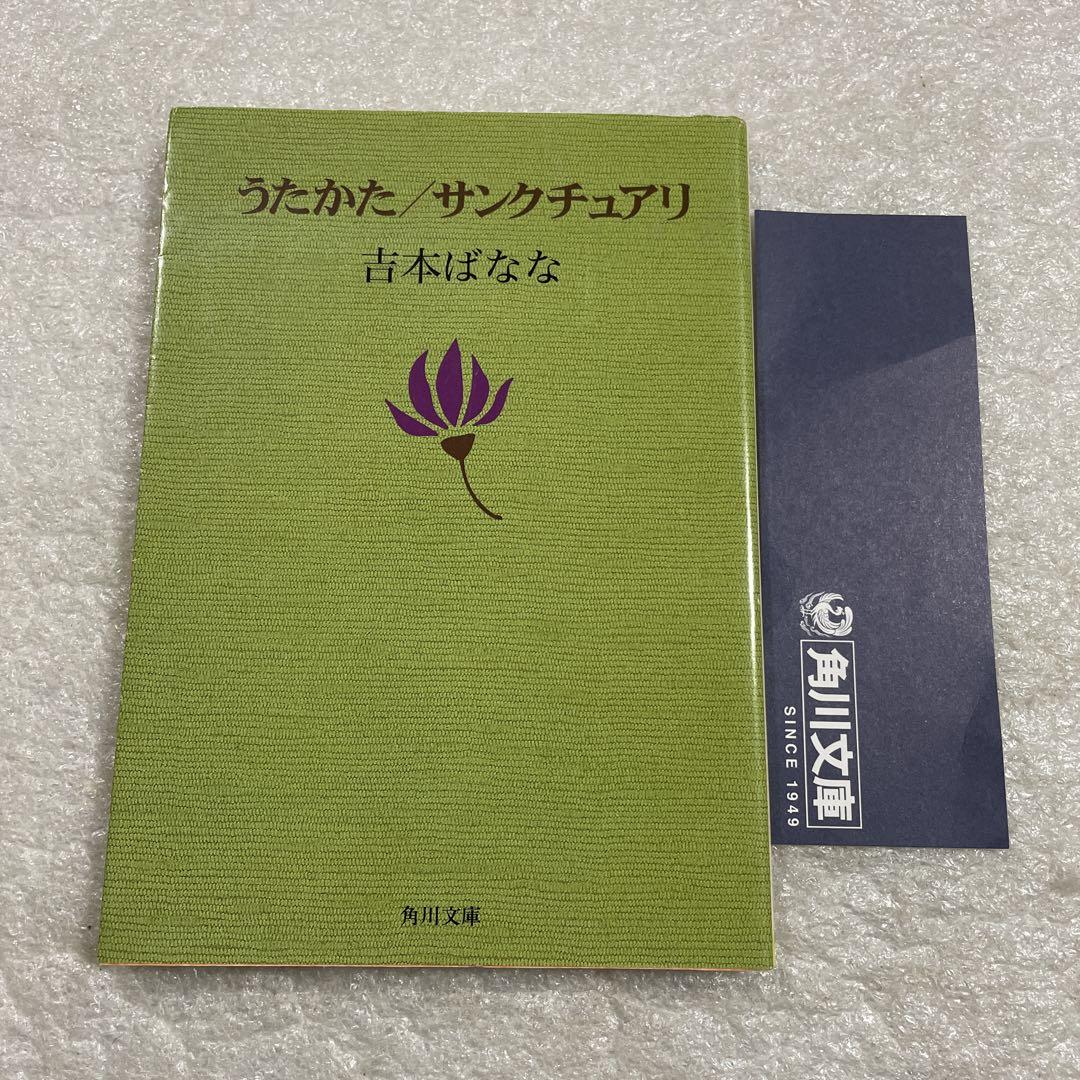 うたかた/サンクチュアリ
吉本ばなな
角川文庫
角川文庫
SINCE 1949